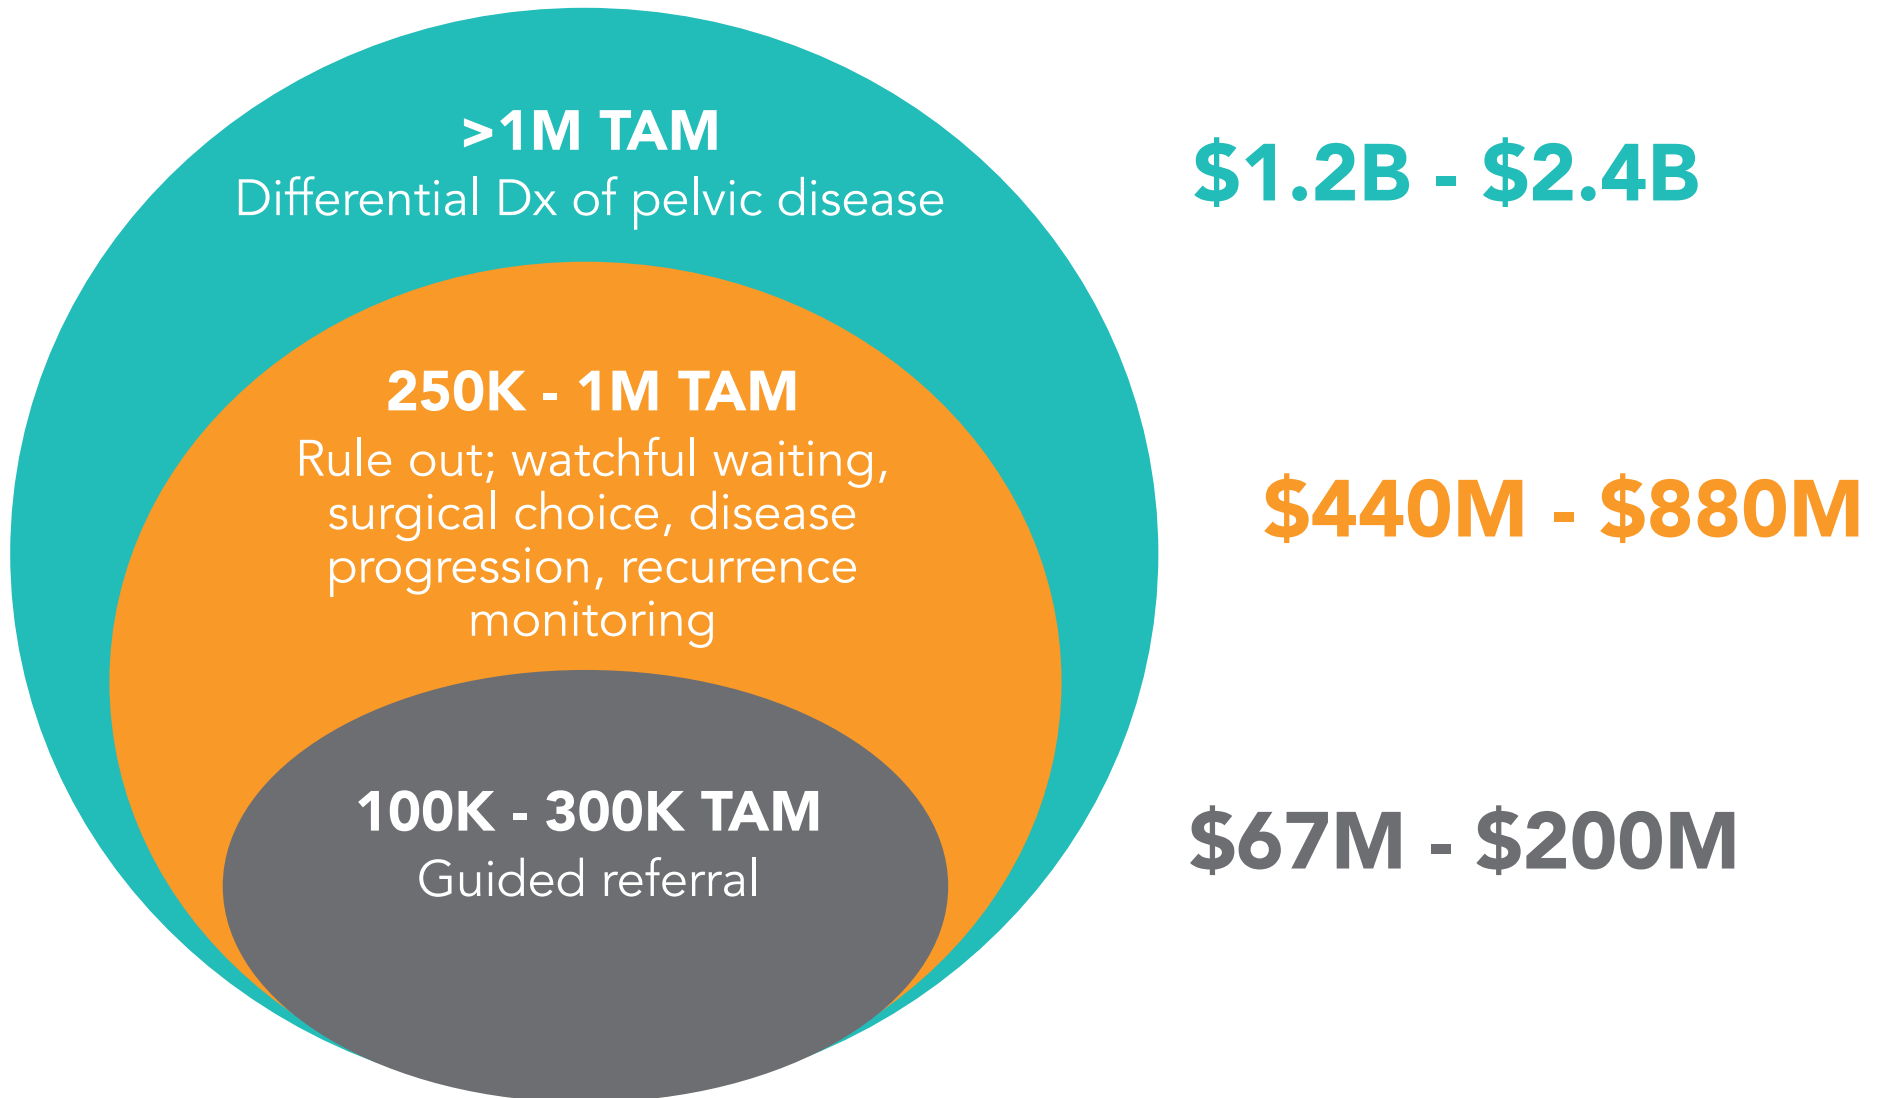 >1M TAM
Differential Dx of pelvic disease
$1.2B - $2.4B
250K - 1M TAM
Rule out; watchful waiting,
surgical choice, disease
progression, recurrence
monitoring
$440M - $880M
100K - 300K TAM
Guided referral
$67M - $200M